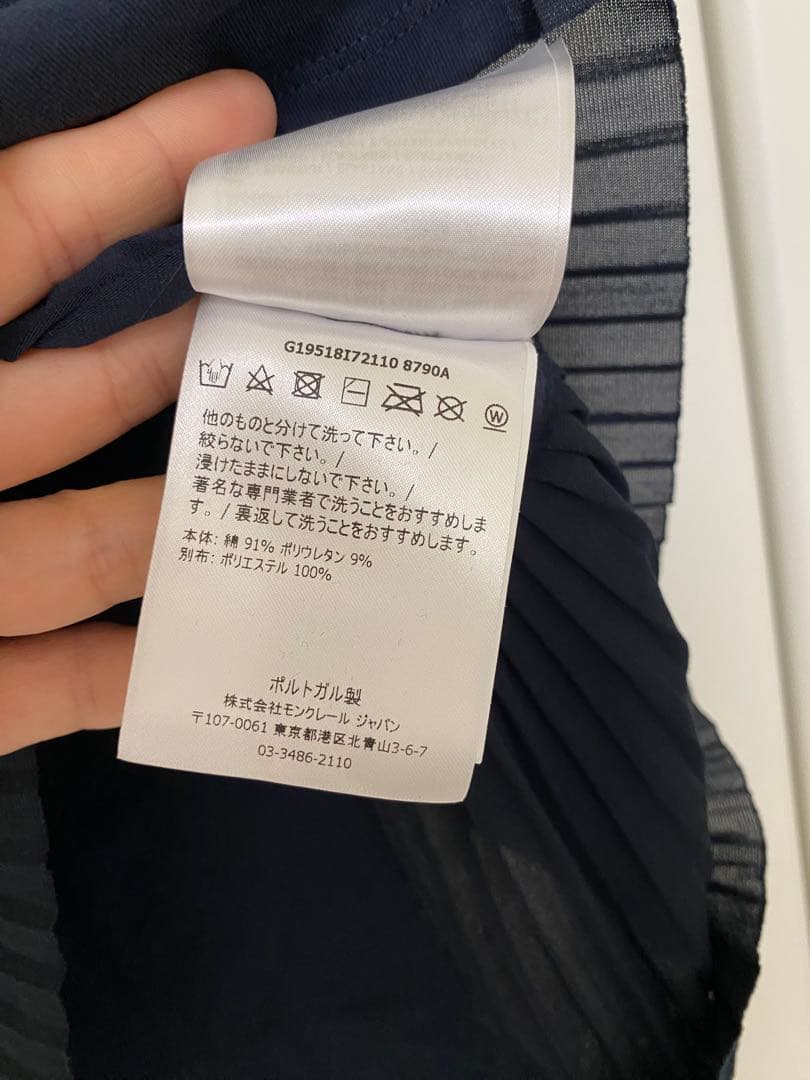 G19518I72110 8790A
W
他のものと分けて洗って下さい。/
絞らないで下さい。/
浸けたままにしないで下さい。/
著名な専門業者で洗うことをおすすめしま
す。/裏返して洗うことをおすすめします。
本体: 綿 91% ポリウレタン 9%
別布: ポリエステル 100%
ポルトガル製
株式会社モンクレール ジャパン
〒107-0061 東京都港区北青山3-6-7
03-3486-2110